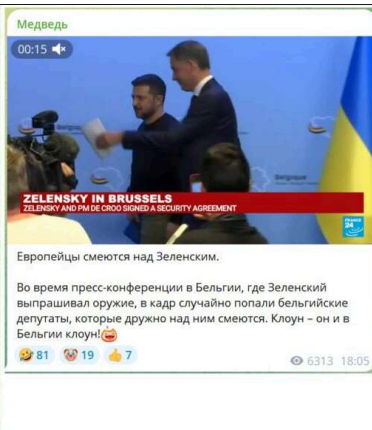 Медведь
00:15
Belgique
ZELENSKY IN BRUSSELS
ZELENSKY AND PM DE CROO SIGNED A SECURITY AGREEMENT
FRANCE
24
Европейцы смеются над Зеленским.
Во время пресс-конференции в Бельгии, где Зеленский
выпрашивал оружие, в кадр случайно попали бельгийские
депутаты, которые дружно над ним смеются. Клоун – он и в
Бельгии клоун!
81 19 7
6313 18:05